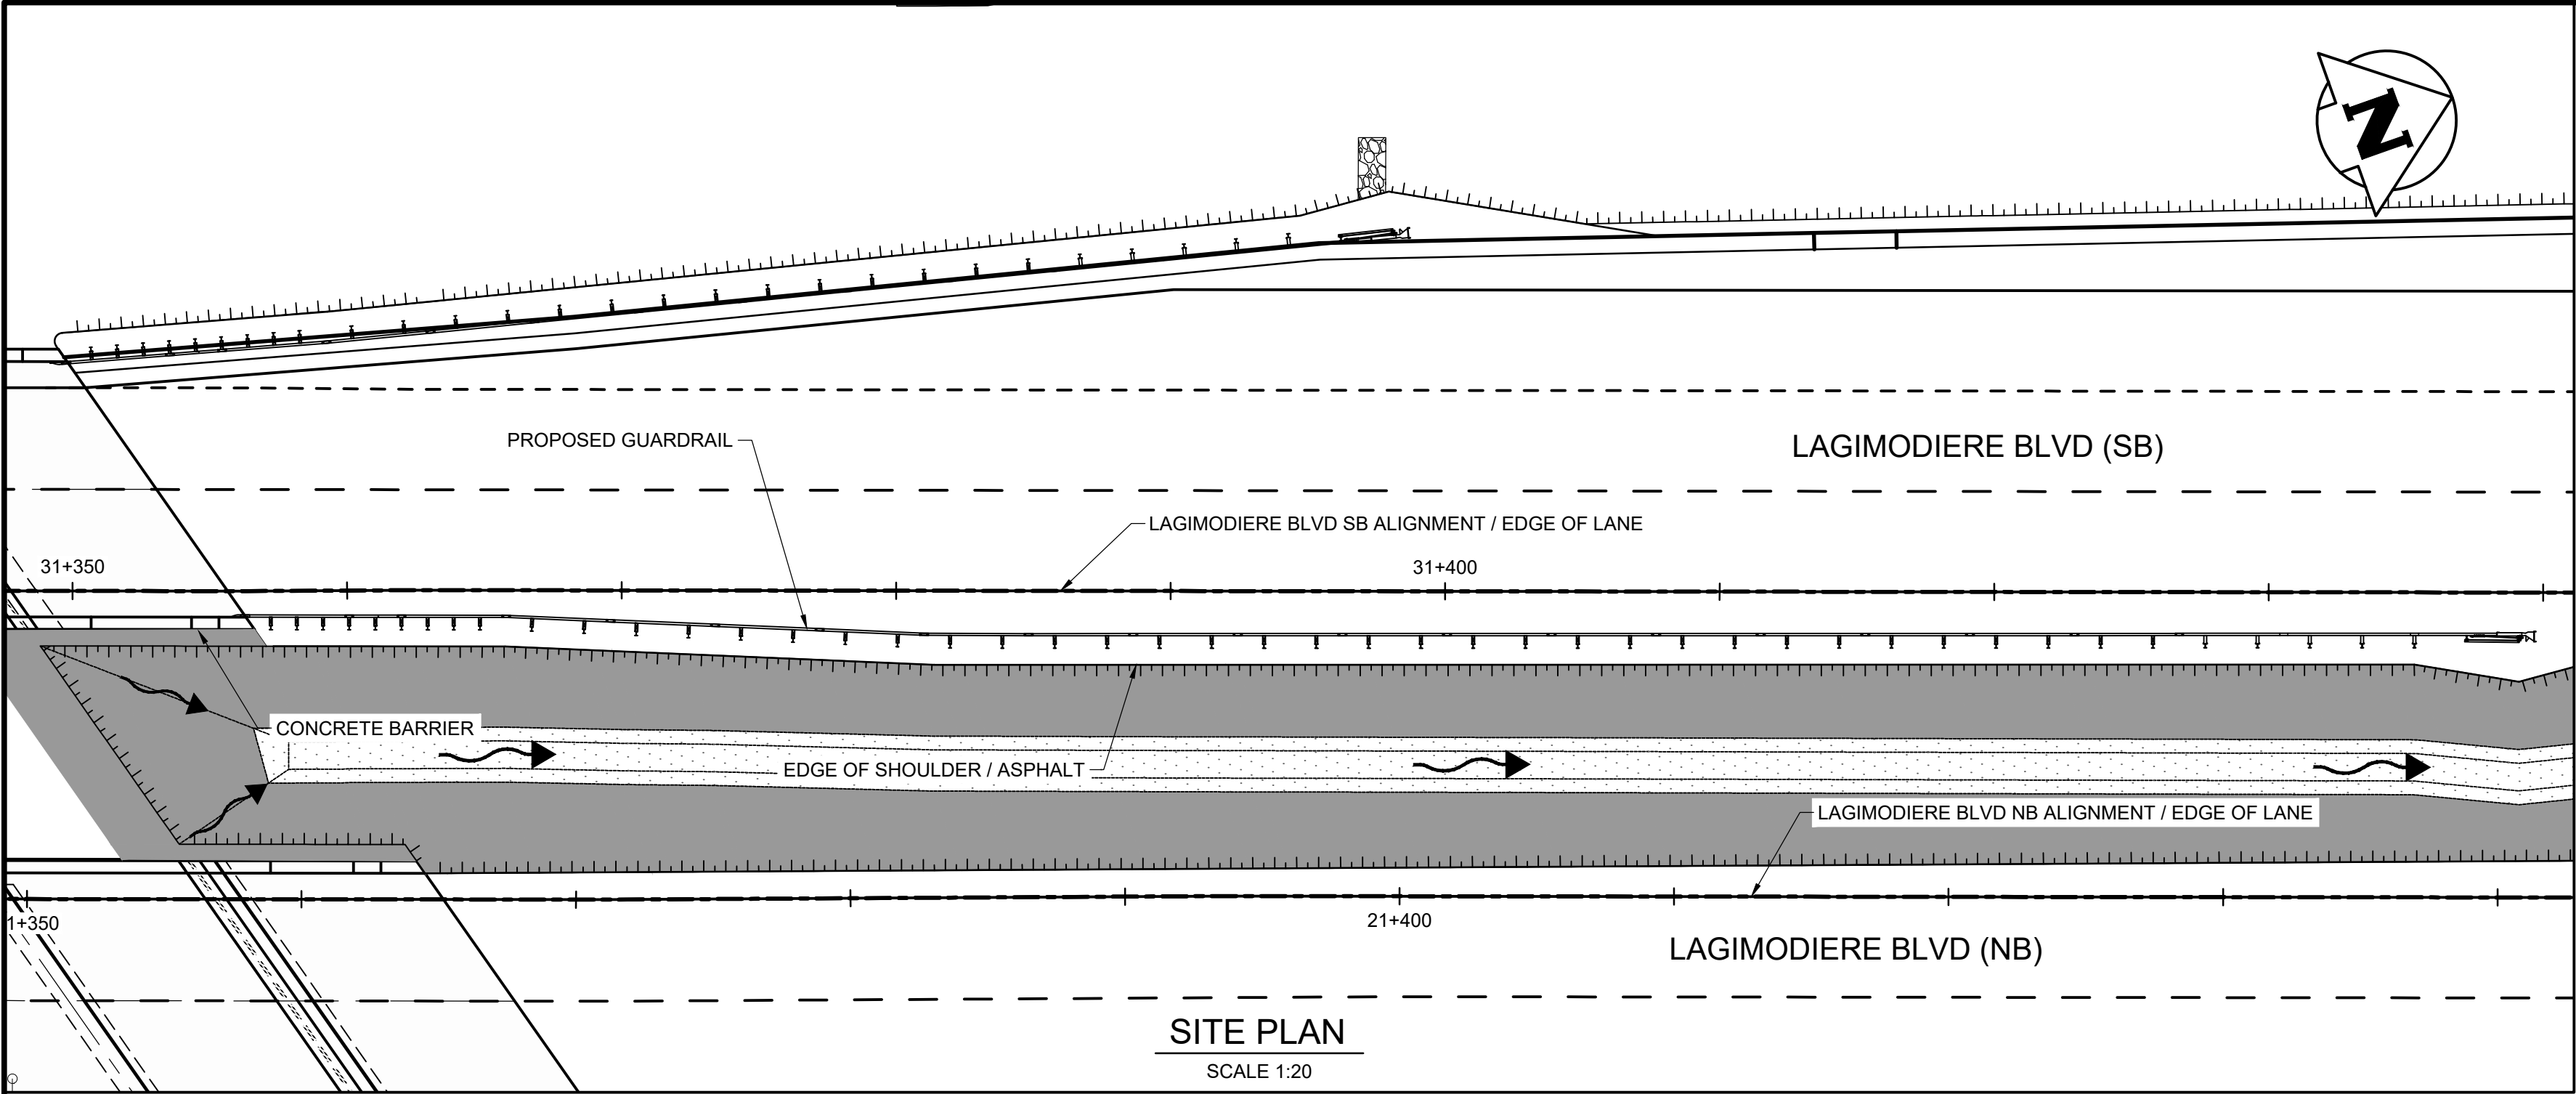 N
PROPOSED GUARDRAIL
LAGIMODIERE BLVD (SB)
LAGIMODIERE BLVD SB ALIGNMENT / EDGE OF LANE
31+350
31+400
CONCRETE BARRIER
EDGE OF SHOULDER / ASPHALT
LAGIMODIERE BLVD NB ALIGNMENT / EDGE OF LANE
1+350
21+400
LAGIMODIERE BLVD (NB)
SITE PLAN
SCALE 1:20